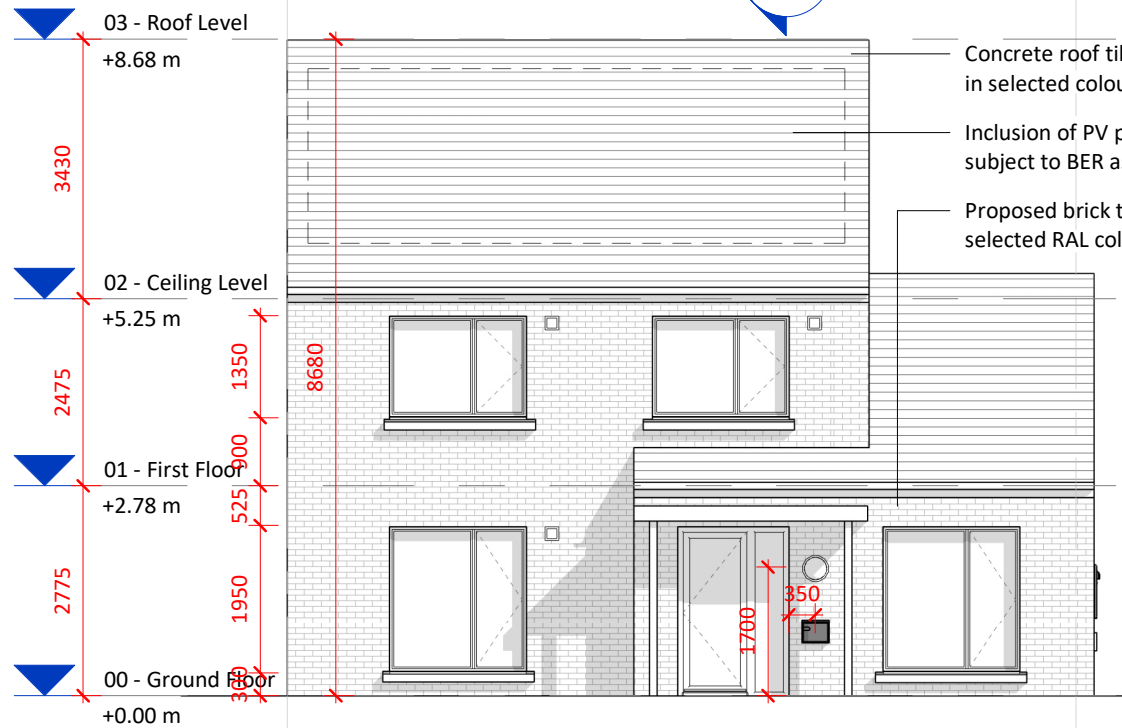 03 - Roof Level
+8.68 m
Concrete roof til
in selected colou
Inclusion of PV p
subject to BER a
3430
Proposed brick t
selected RAL col
02 - Ceiling Level
+5.25 m
1350
8680
2475
900
01 - First Floor
+2.78 m
525
2775
1950
350
1700
300
00 - Ground Floor
+0.00 m